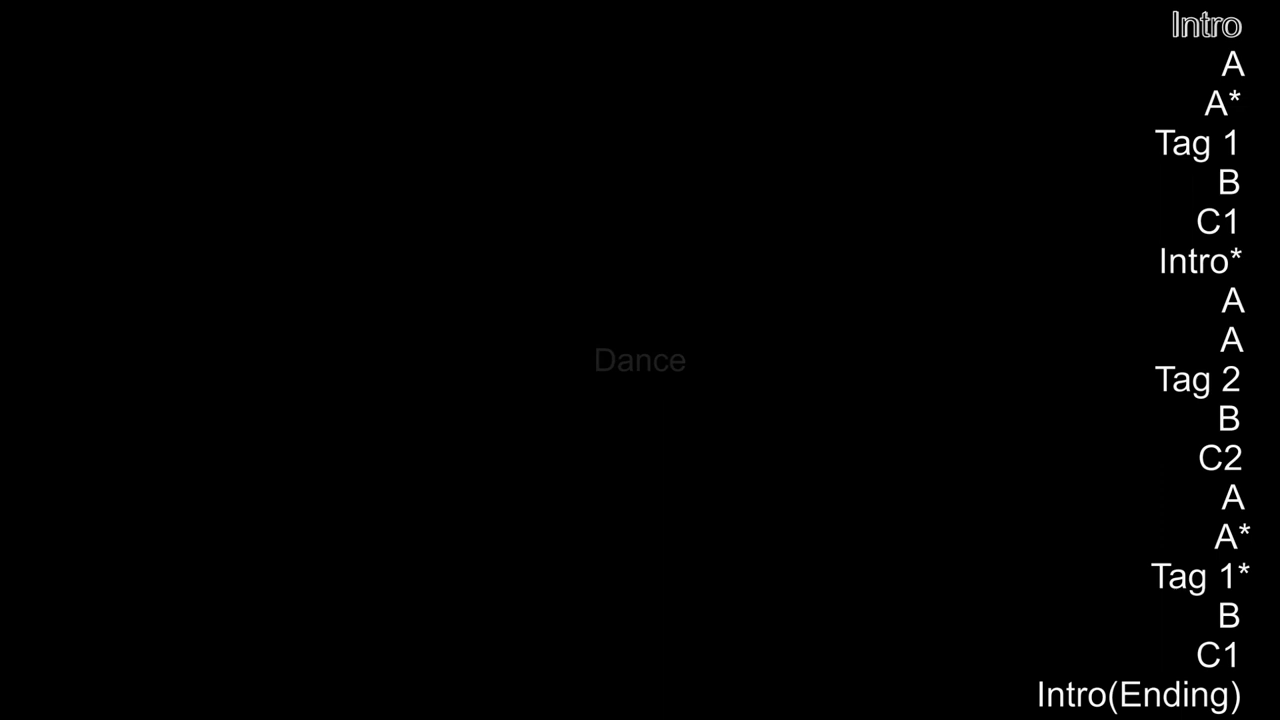 Intro
A
A*
Tag 1
B
C1
Intro*
A
Dance
A
Tag 2
B
C2
A
A*
Tag 1*
B
C1
Intro(Ending)